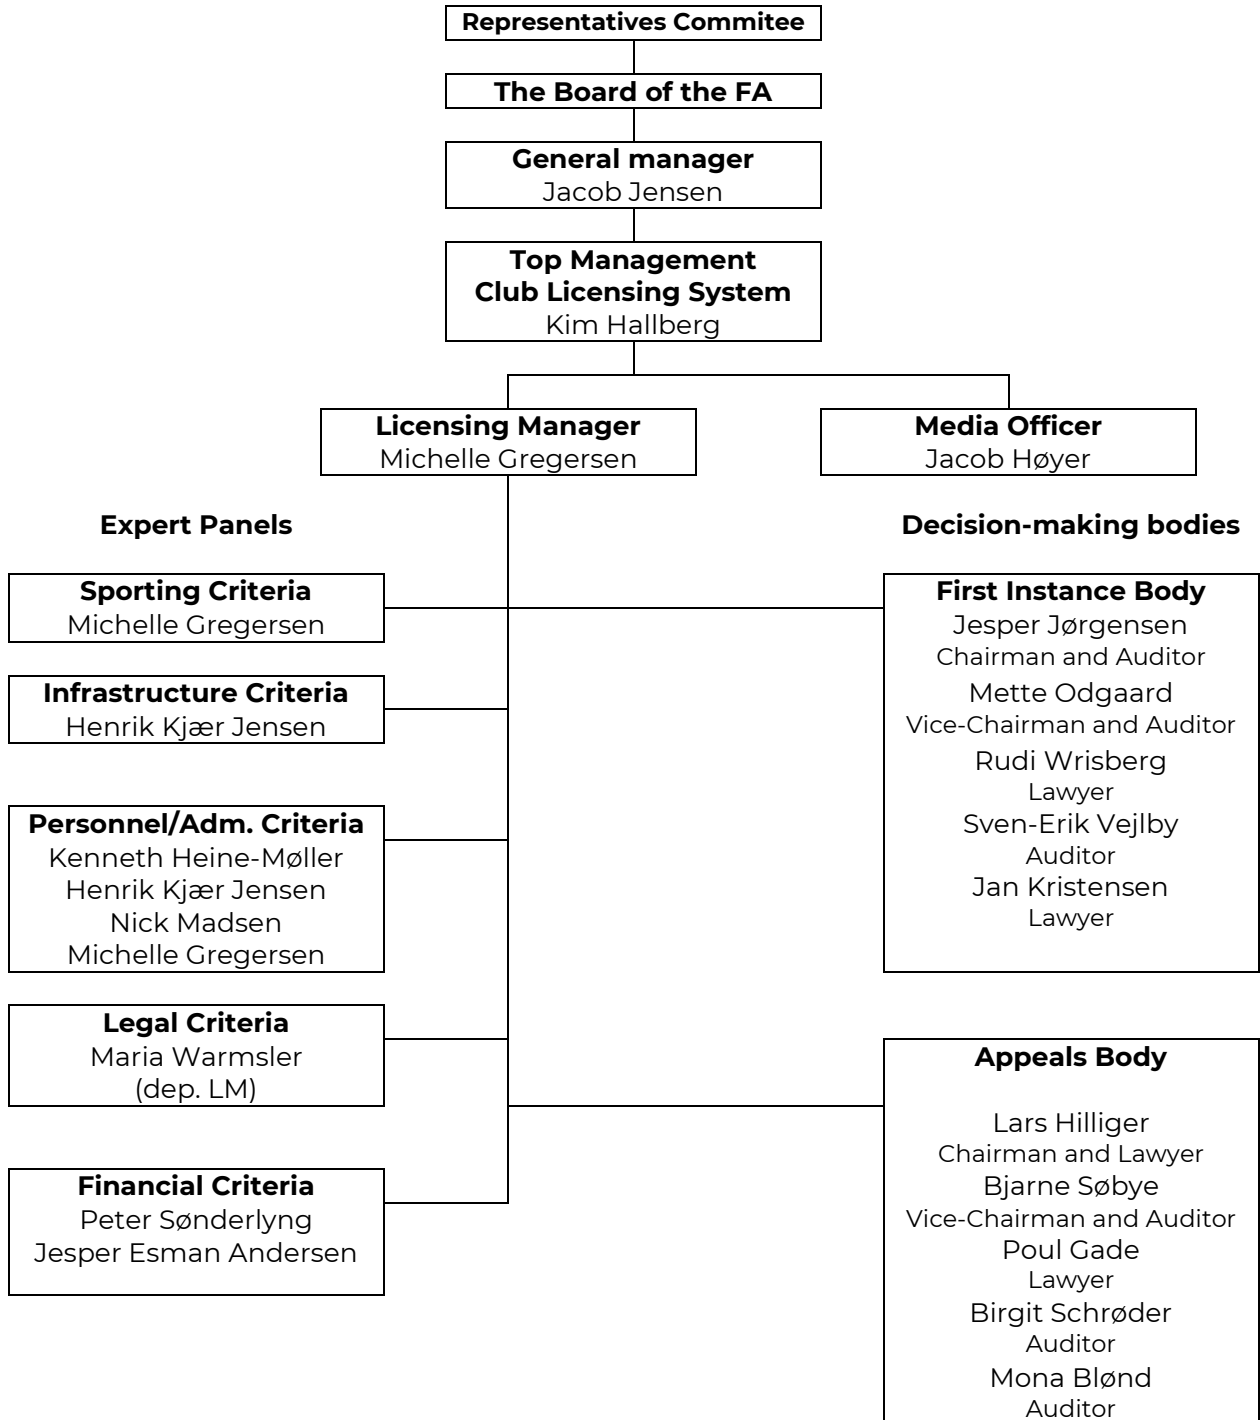 Representatives Commitee
The Board of the FA
General manager
Jacob Jensen
Top Management
Club Licensing System
Kim Hallberg
Licensing Manager
Michelle Gregersen
Media Officer
Jacob Høyer
Expert Panels
Sporting Criteria
Michelle Gregersen
Infrastructure Criteria
Henrik Kjær Jensen
Personnel/Adm. Criteria
Kenneth Heine-Møller
Henrik Kjær Jensen
Nick Madsen
Michelle Gregersen
Legal Criteria
Maria Warmsler
(dep. LM)
Financial Criteria
Peter Sønderlyng
Jesper Esman Andersen
Decision-making bodies
First Instance Body
Jesper Jørgensen
Chairman and Auditor
Mette Odgaard
Vice-Chairman and Auditor
Rudi Wrisberg
Lawyer
Sven-Erik Vejlby
Auditor
Jan Kristensen
Lawyer
Appeals Body
Lars Hilliger
Chairman and Lawyer
Bjarne Søbye
Vice-Chairman and Auditor
Poul Gade
Lawyer
Birgit Schrøder
Auditor
Mona Blønd
Auditor